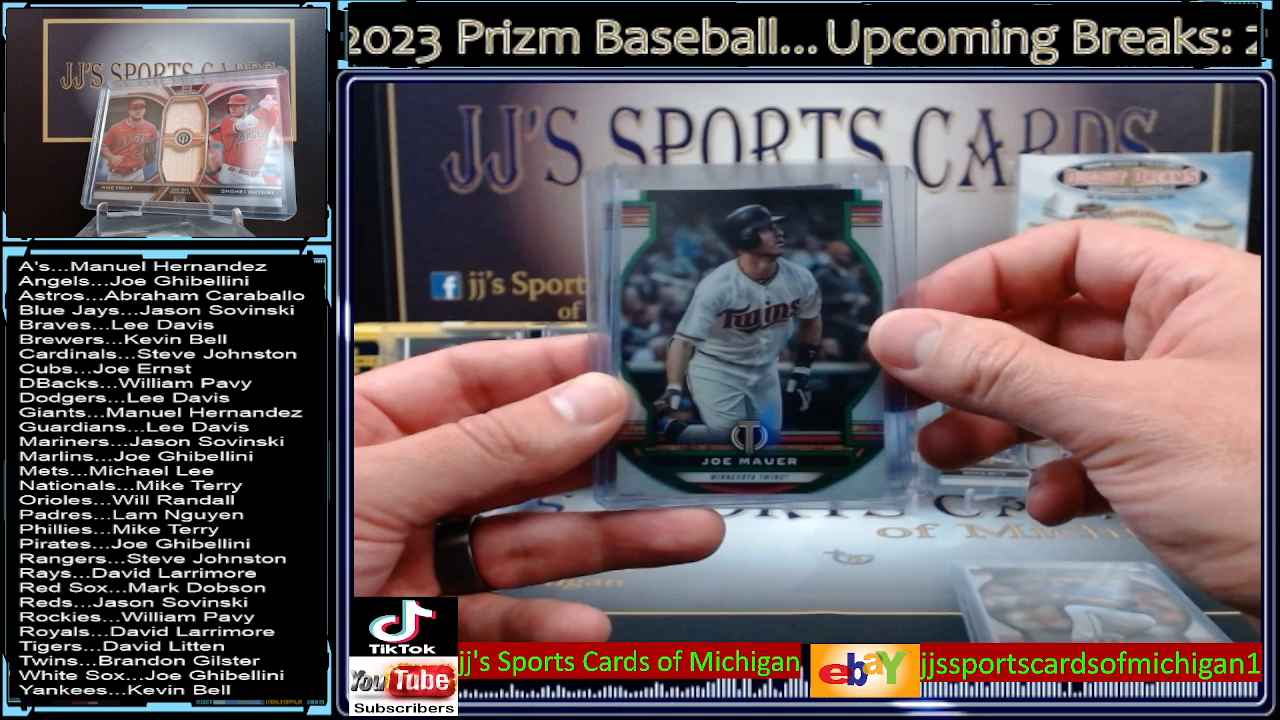 2023 Prizm Baseball... Upcoming Breaks:
JJ'S SPORTS CARDS
MIKE TROUT
SHOHEI OHTANI
JJ'S SPORTS CARDS
jj's Sport
of
Twins
JOE MAUER
MINNESOTA TWINS
of Michi
A's...Manuel Hernandez
Angels...Joe Ghibellini
Astros...Abraham Caraballo
Blue Jays...Jason Sovinski
Braves...Lee Davis
Brewers...Kevin Bell
Cardinals...Steve Johnston
Cubs...Joe Ernst
DBacks...William Pavy
Dodgers...Lee Davis
Giants...Manuel Hernandez
Guardians...Lee Davis
Mariners...Jason Sovinski
Marlins...Joe Ghibellini
Mets...Michael Lee
Nationals...Mike Terry
Orioles...Will Randall
Padres...Lam Nguyen
Phillies...Mike Terry
Pirates...Joe Ghibellini
Rangers...Steve Johnston
Rays...David Larrimore
Red Sox...Mark Dobson
Reds...Jason Sovinski
Rockies...William Pavy
Royals...David Larrimore
Tigers...David Litten
Twins...Brandon Gilster
White Sox...Joe Ghibellini
Yankees...Kevin Bell
TikTok
YouTube
Subscribers
jj's Sports Cards of Michigan
ebay
jjssportscardsofmichigan1